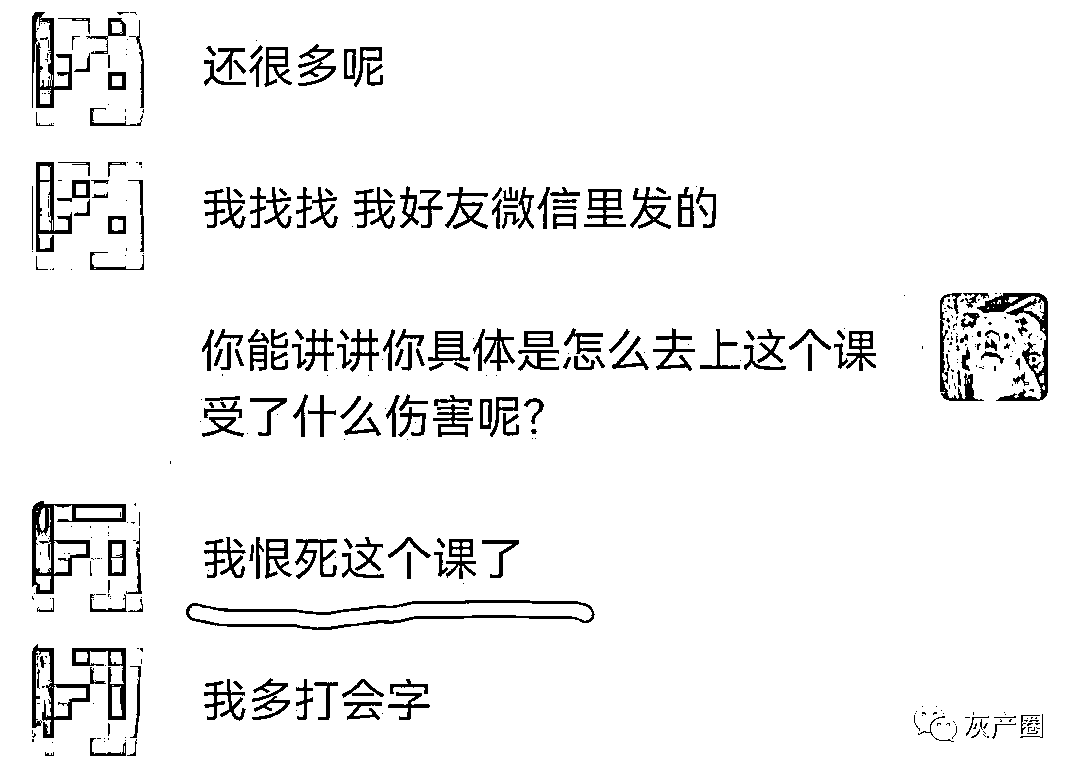 还很多呢
我找找 我好友微信里发的
你能讲讲你具体是怎么去上这个课
受了什么伤害呢?
我恨死这个课了
我多打会字
灰产圈